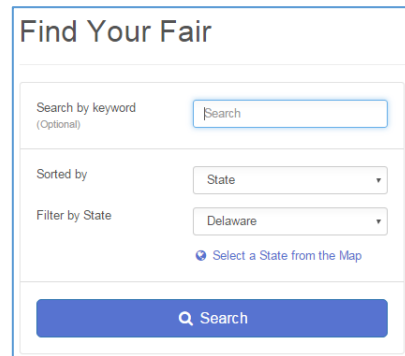 Find Your Fair
Search by keyword
(Optional)
Search
Sorted by
State
Filter by State
Delaware
Select a State from the Map
Search